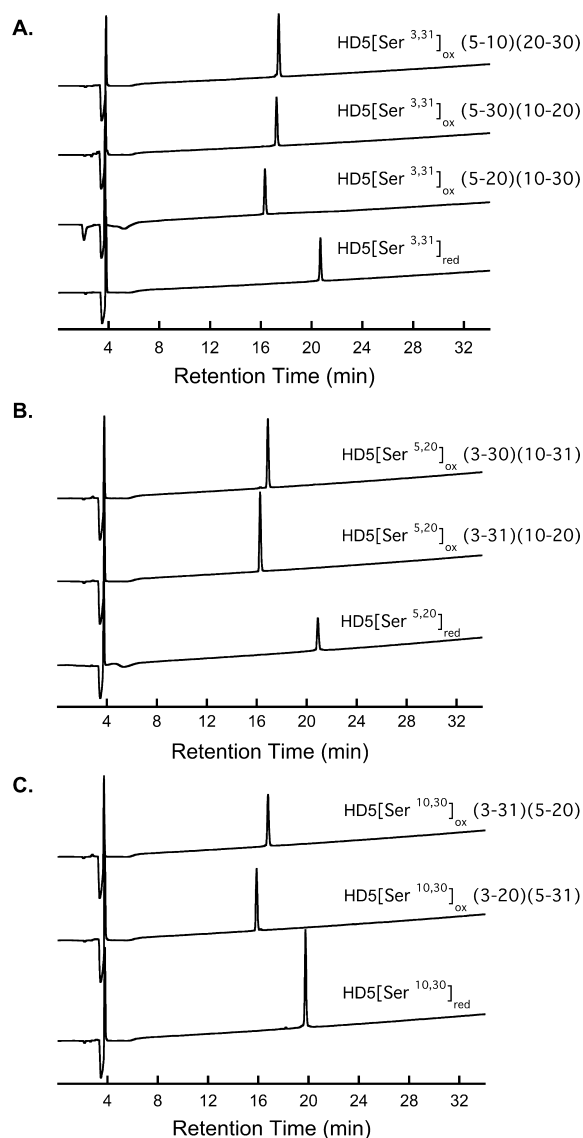 A.
HD5[Ser 3,31]ox (5-10)(20-30)
HD5[Ser 3,31]ox (5-30)(10-20)
HD5[Ser 3,31]ox (5-20)(10-30)
HD5[Ser 3,31]red
4 8 12 16 20 24 28 32
Retention Time (min)
B.
HD5[Ser 5,20]ox (3-30)(10-31)
HD5[Ser 5,20]ox (3-31)(10-20)
HD5[Ser 5,20]red
4 8 12 16 20 24 28 32
Retention Time (min)
C.
HD5[Ser 10,30]ox (3-31)(5-20)
HD5[Ser 10,30]ox (3-20)(5-31)
HD5[Ser 10,30]red
4 8 12 16 20 24 28 32
Retention Time (min)